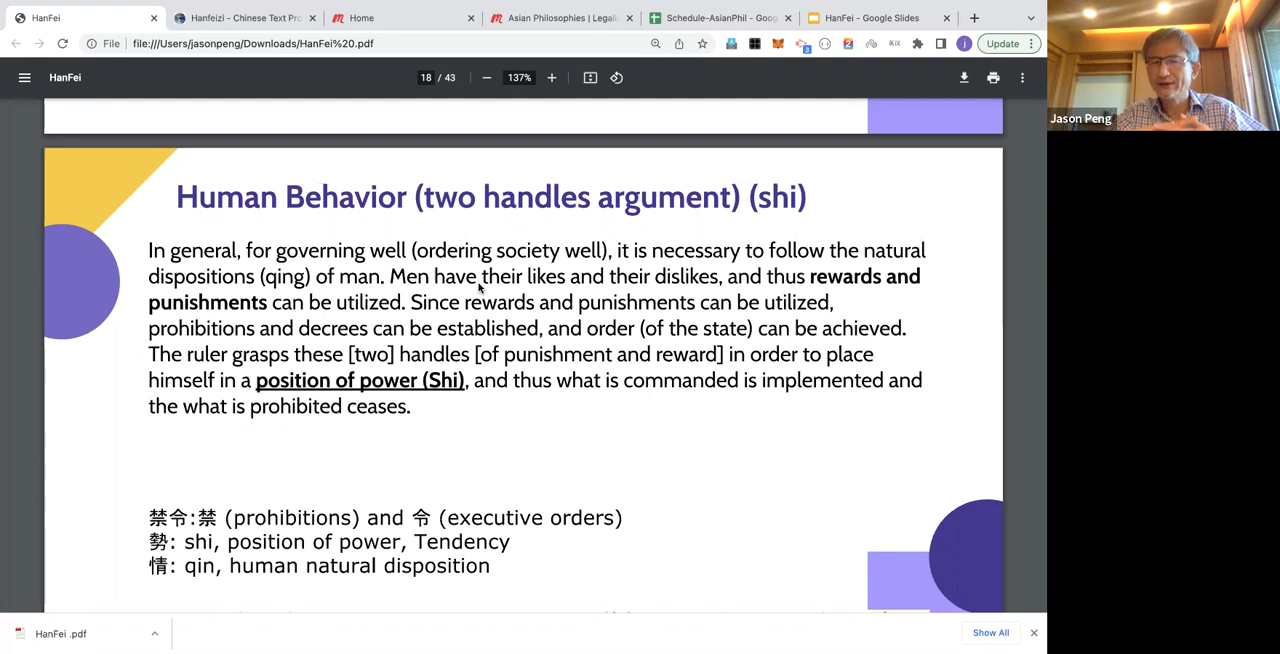 HanFei
Hanfeizi - Chinese Text Pro
Home
Asian Philosophies | Legali
Schedule-AsianPhil - Goog
HanFei - Google Slides
File
file:///Users/jasonpeng/Downloads/HanFei%20.pdf
Update
HanFei
18 / 43
137%
Jason Peng
Human Behavior (two handles argument) (shi)
In general, for governing well (ordering society well), it is necessary to follow the natural
dispositions (qing) of man. Men have their likes and their dislikes, and thus rewards and
punishments can be utilized. Since rewards and punishments can be utilized,
prohibitions and decrees can be established, and order (of the state) can be achieved.
The ruler grasps these [two] handles [of punishment and reward] in order to place
himself in a position of power (Shi), and thus what is commanded is implemented and
the what is prohibited ceases.
禁令:禁 (prohibitions) and 令 (executive orders)
勢: shi, position of power, Tendency
情: qin, human natural disposition
HanFei .pdf
Show All